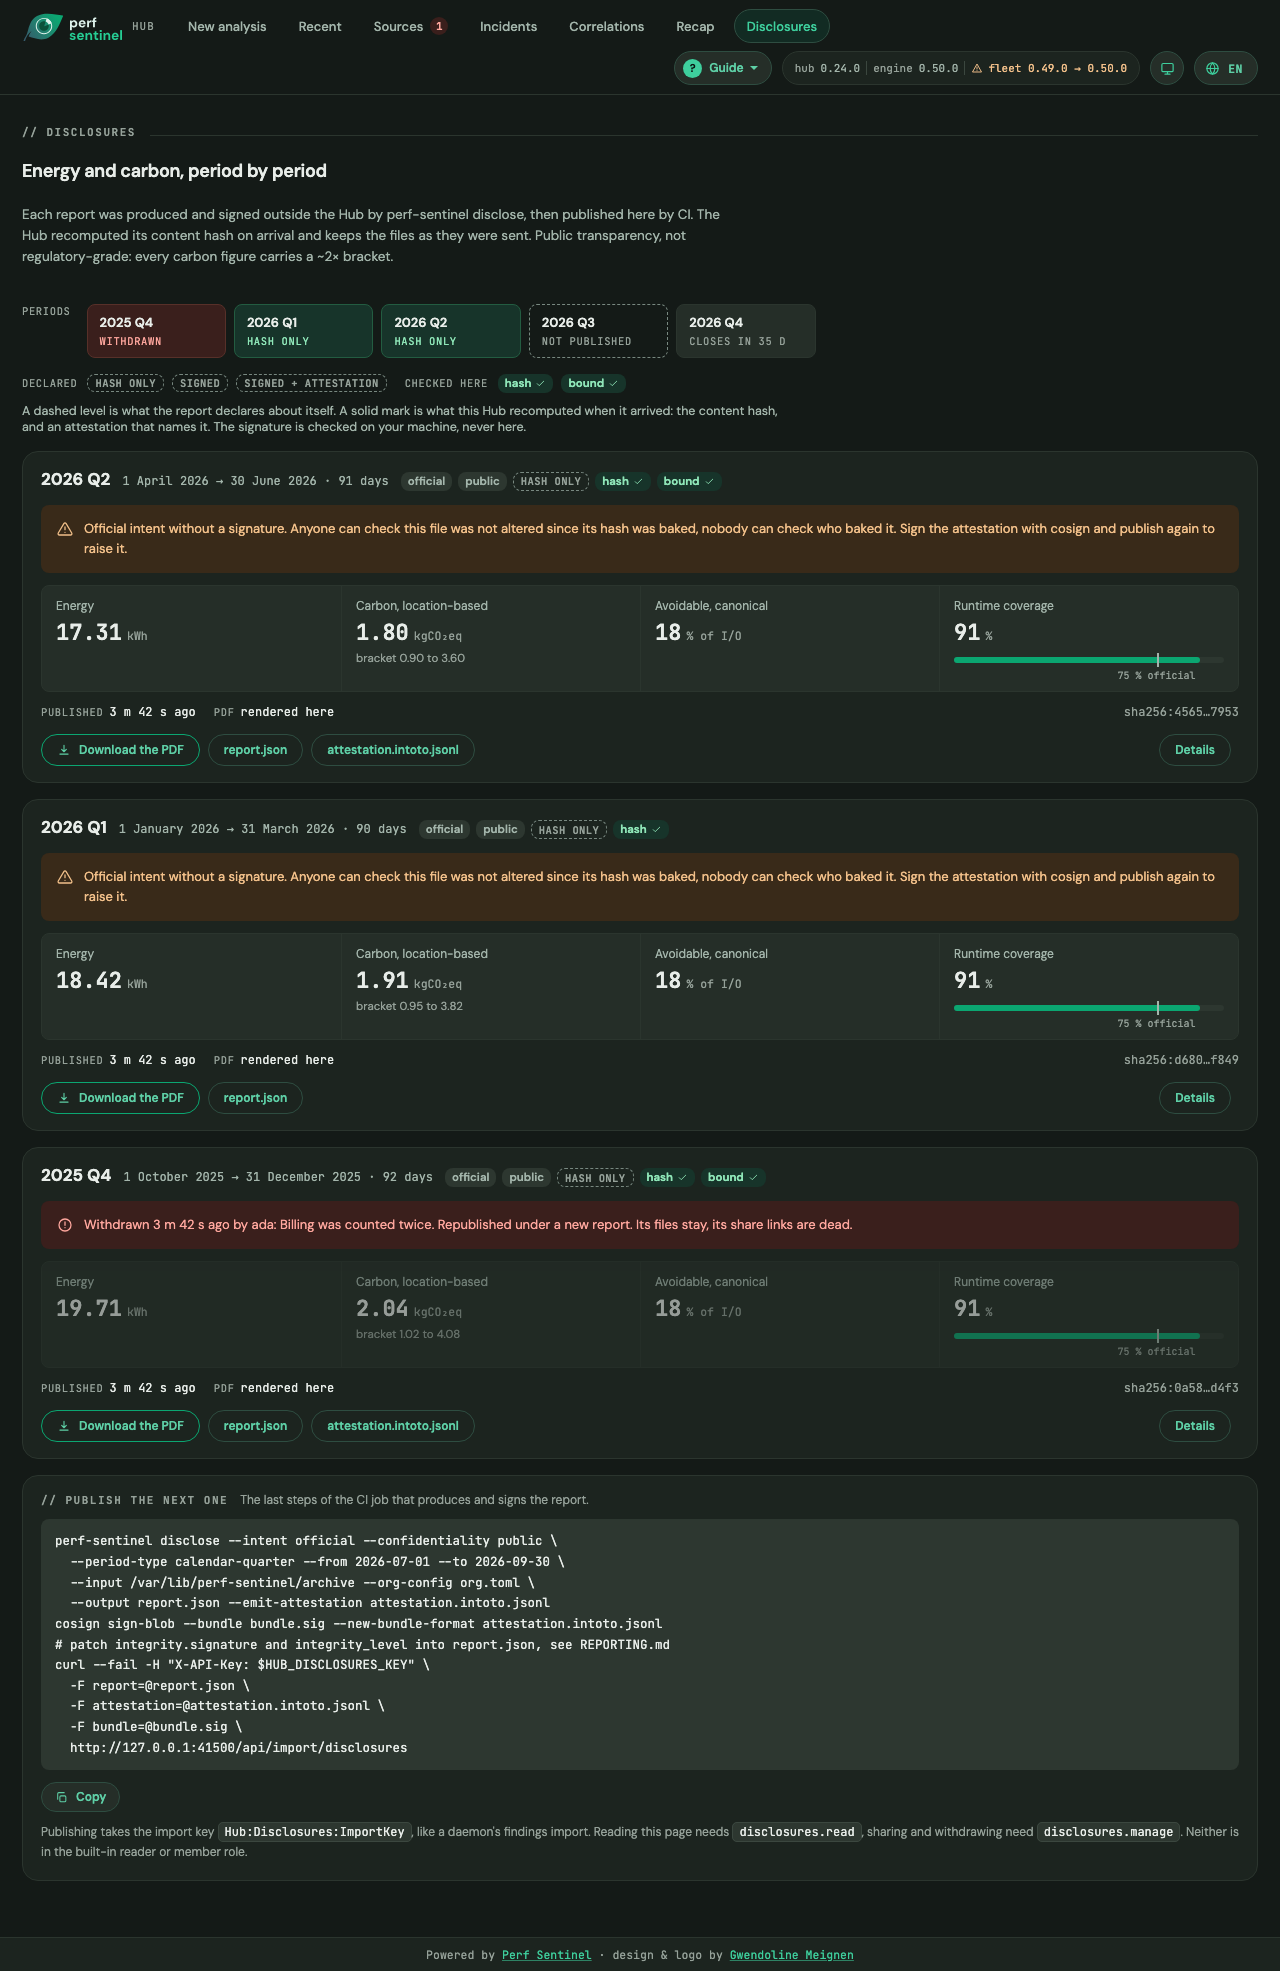 perf sentinel HUB New analysis Recent Sources 1 Incidents Correlations Recap Disclosures
? Guide hub 0.24.0 engine 0.50.0 fleet 0.49.0 → 0.50.0 EN
// DISCLOSURES
Energy and carbon, period by period
Each report was produced and signed outside the Hub by perf-sentinel disclose, then published here by CI. The
Hub recomputed its content hash on arrival and keeps the files as they were sent. Public transparency, not
regulatory-grade: every carbon figure carries a ~2× bracket.
PERIODS 2025 Q4 2026 Q1 2026 Q2 2026 Q3 2026 Q4
WITHDRAWN HASH ONLY HASH ONLY NOT PUBLISHED CLOSES IN 35 D
DECLARED HASH ONLY SIGNED SIGNED + ATTESTATION CHECKED HERE hash ✓ bound ✓
A dashed level is what the report declares about itself. A solid mark is what this Hub recomputed when it arrived: the content hash,
and an attestation that names it. The signature is checked on your machine, never here.
2026 Q2 1 April 2026 → 30 June 2026 · 91 days official public HASH ONLY hash ✓ bound ✓
Official intent without a signature. Anyone can check this file was not altered since its hash was baked, nobody can check who baked it. Sign the attestation with cosign and publish again to
raise it.
Energy Carbon, location-based Avoidable, canonical Runtime coverage
17.31 kWh 1.80 kgCO₂eq 18 % of I/O 91 %
bracket 0.90 to 3.60
75 % official
PUBLISHED 3 m 42 s ago PDF rendered here sha256:4565…7953
Download the PDF report.json attestation.intoto.jsonl Details
2026 Q1 1 January 2026 → 31 March 2026 · 90 days official public HASH ONLY hash ✓
Official intent without a signature. Anyone can check this file was not altered since its hash was baked, nobody can check who baked it. Sign the attestation with cosign and publish again to
raise it.
Energy Carbon, location-based Avoidable, canonical Runtime coverage
18.42 kWh 1.91 kgCO₂eq 18 % of I/O 91 %
bracket 0.95 to 3.82
75 % official
PUBLISHED 3 m 42 s ago PDF rendered here sha256:d680…f849
Download the PDF report.json Details
2025 Q4 1 October 2025 → 31 December 2025 · 92 days official public HASH ONLY hash ✓ bound ✓
Withdrawn 3 m 42 s ago by ada: Billing was counted twice. Republished under a new report. Its files stay, its share links are dead.
Energy Carbon, location-based Avoidable, canonical Runtime coverage
19.71 kWh 2.04 kgCO₂eq 18 % of I/O 91 %
bracket 1.02 to 4.08
75 % official
PUBLISHED 3 m 42 s ago PDF rendered here sha256:0a58…d4f3
Download the PDF report.json attestation.intoto.jsonl Details
// PUBLISH THE NEXT ONE The last steps of the CI job that produces and signs the report.
perf-sentinel disclose --intent official --confidentiality public \
--period-type calendar-quarter --from 2026-07-01 --to 2026-09-30 \
--input /var/lib/perf-sentinel/archive --org-config org.toml \
--output report.json --emit-attestation attestation.intoto.jsonl
cosign sign-blob --bundle bundle.sig --new-bundle-format attestation.intoto.jsonl
# patch integrity.signature and integrity_level into report.json, see REPORTING.md
curl --fail -H "X-API-Key: $HUB_DISCLOSURES_KEY" \
-F report=@report.json \
-F attestation=@attestation.intoto.jsonl \
-F bundle=@bundle.sig \
http://127.0.0.1:41500/api/import/disclosures
Copy
Publishing takes the import key Hub:Disclosures:ImportKey, like a daemon's findings import. Reading this page needs disclosures.read, sharing and withdrawing need disclosures.manage. Neither is
in the built-in reader or member role.
Powered by Perf Sentinel · design & logo by Gwendoline Meignen